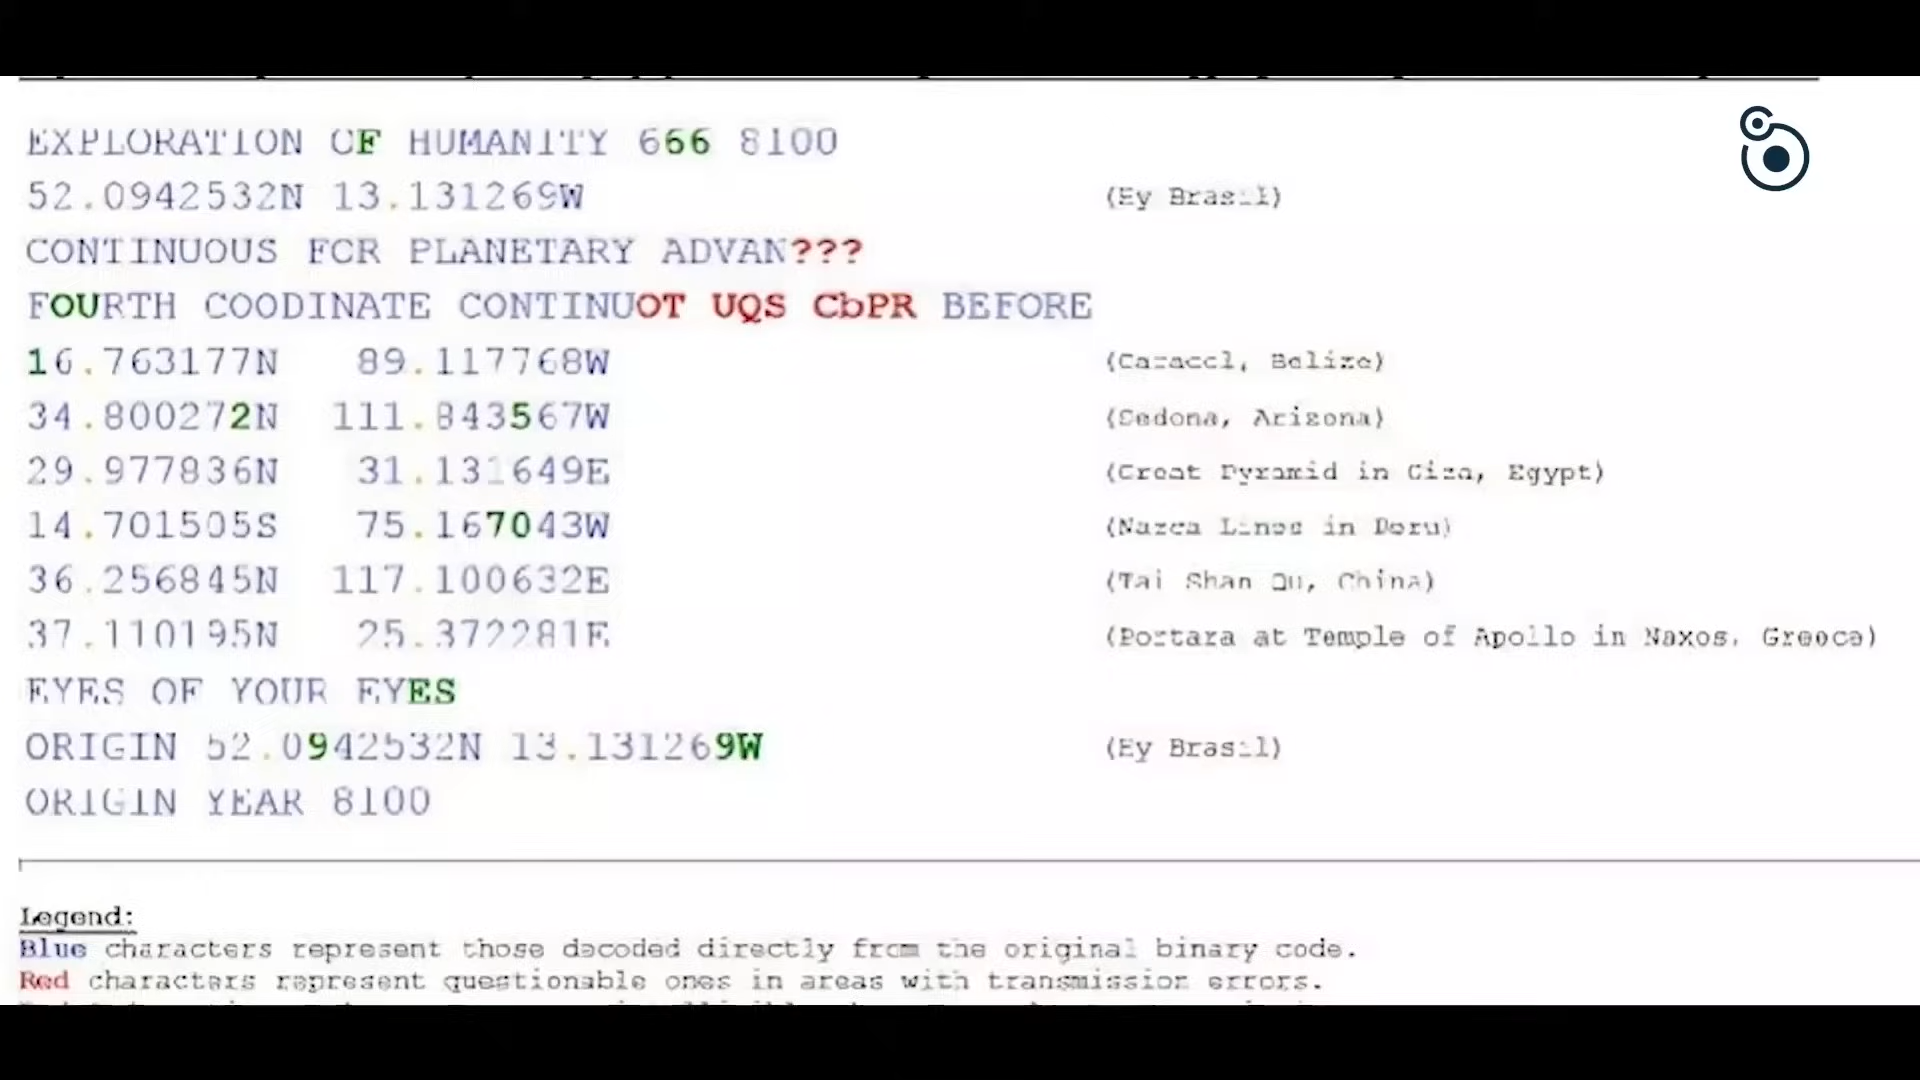 EXPLORATION OF HUMANITY 666 8100
52.0942532N 13.131269W (Hy Brasil)
CONTINUOUS FOR PLANETARY ADVAN???
FOURTH COODINATE CONTINUOT UQS CbPR BEFORE
16.763177N 89.117768W (Caracol, Belize)
34.800272N 111.843567W (Sedona, Arizona)
29.977836N 31.131649E (Great Pyramid in Giza, Egypt)
14.701505S 75.167043W (Nazca Lines in Peru)
36.256845N 117.100632E (Tai Shan Qu, China)
37.110195N 25.372281E (Portara at Temple of Apollo in Naxos, Greece)
EYES OF YOUR EYES
ORIGIN 52.0942532N 13.131269W (Hy Brasil)
ORIGIN YEAR 8100
Legend:
Blue characters represent those decoded directly from the original binary code.
Red characters represent questionable ones in areas with transmission errors.